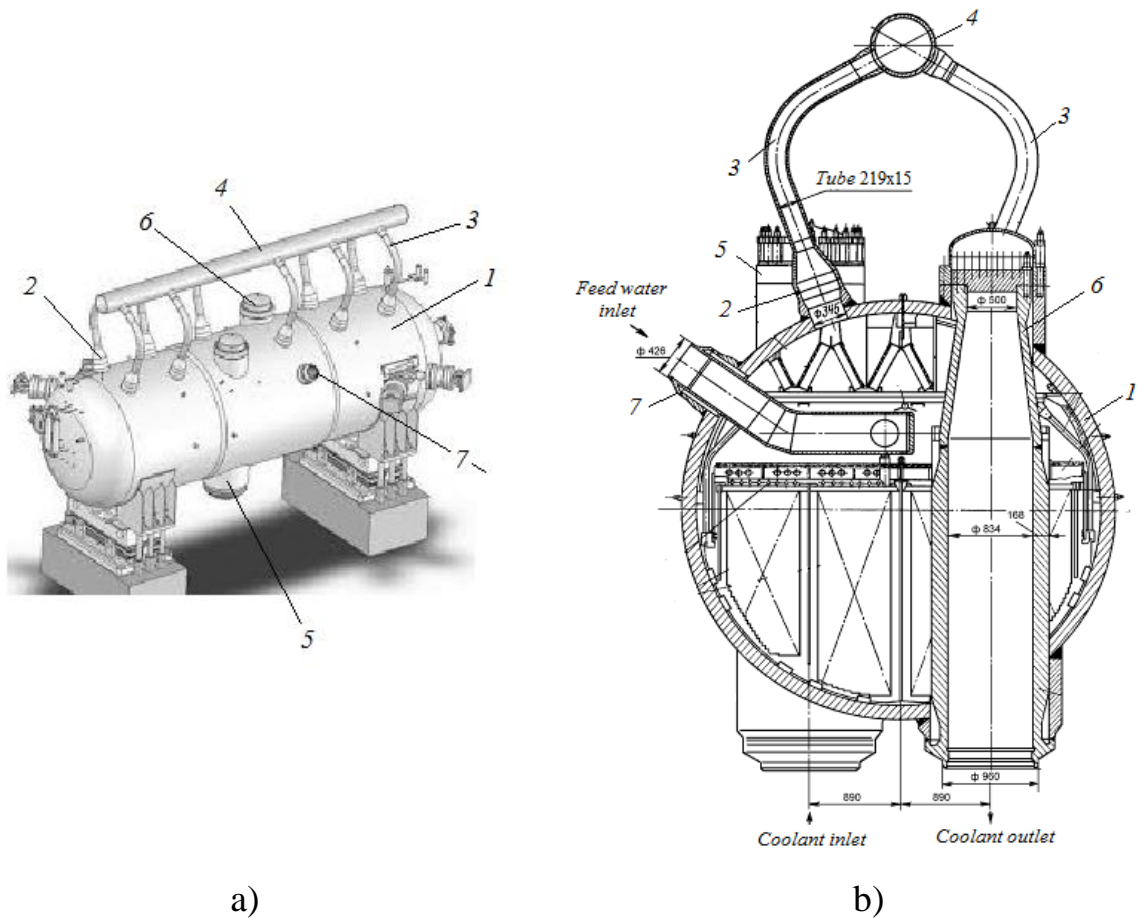 4
6
3
2
1
7
5
a)
4
3
3
Tube 219x15
5
Feed water
inlet
2
ф 500
6
ф345
ф 426
7
1
168
ф 834
ф 960
890
890
Coolant inlet
Coolant outlet
b)